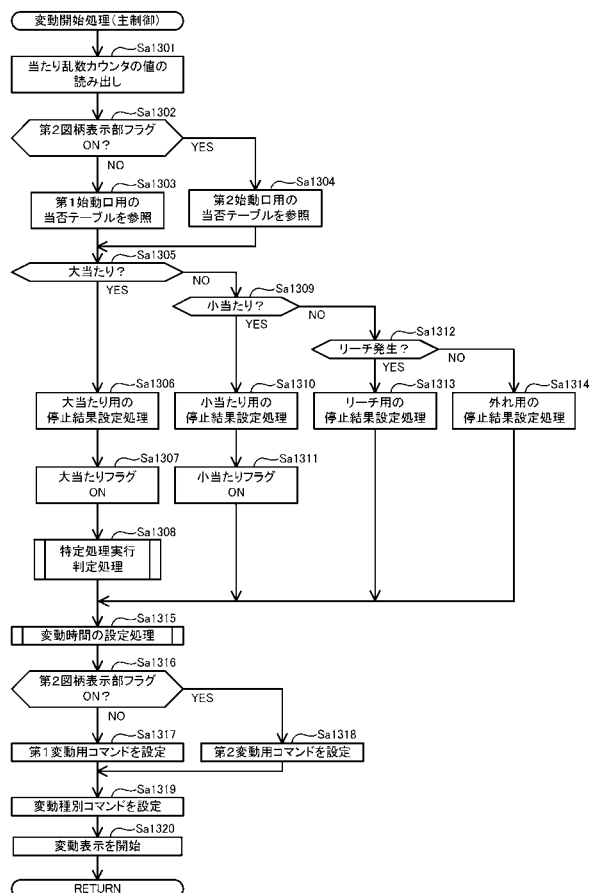 変動開始処理(主制御)
Sa1301
当たり乱数カウンタの値の
読み出し
Sa1302
第2図柄表示部フラグ
ON?
YES
NO
Sa1303
第1始動口用の
当否テーブルを参照
Sa1304
第2始動口用の
当否テーブルを参照
Sa1305
大当たり?
NO
YES
Sa1309
小当たり?
NO
YES
Sa1312
リーチ発生?
NO
YES
Sa1306
大当たり用の
停止結果設定処理
Sa1310
小当たり用の
停止結果設定処理
Sa1313
リーチ用の
停止結果設定処理
Sa1314
外れ用の
停止結果設定処理
Sa1307
大当たりフラグ
ON
Sa1311
小当たりフラグ
ON
Sa1308
特定処理実行
判定処理
Sa1315
変動時間の設定処理
Sa1316
第2図柄表示部フラグ
ON?
YES
NO
Sa1317
第1変動用コマンドを設定
Sa1318
第2変動用コマンドを設定
Sa1319
変動種別コマンドを設定
Sa1320
変動表示を開始
RETURN